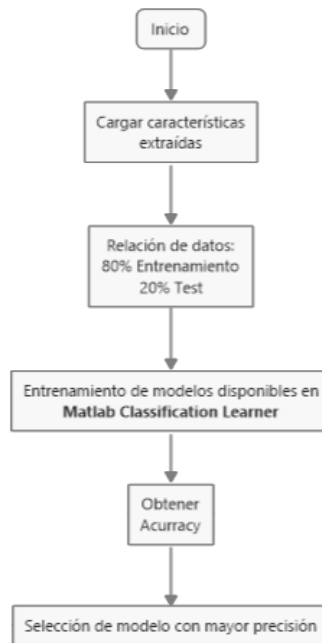 Inicio
Cargar características
extraídas
Relación de datos:
80% Entrenamiento
20% Test
Entrenamiento de modelos disponibles en
Matlab Classification Learner
Obtener
Acurracy
Selección de modelo con mayor precisión